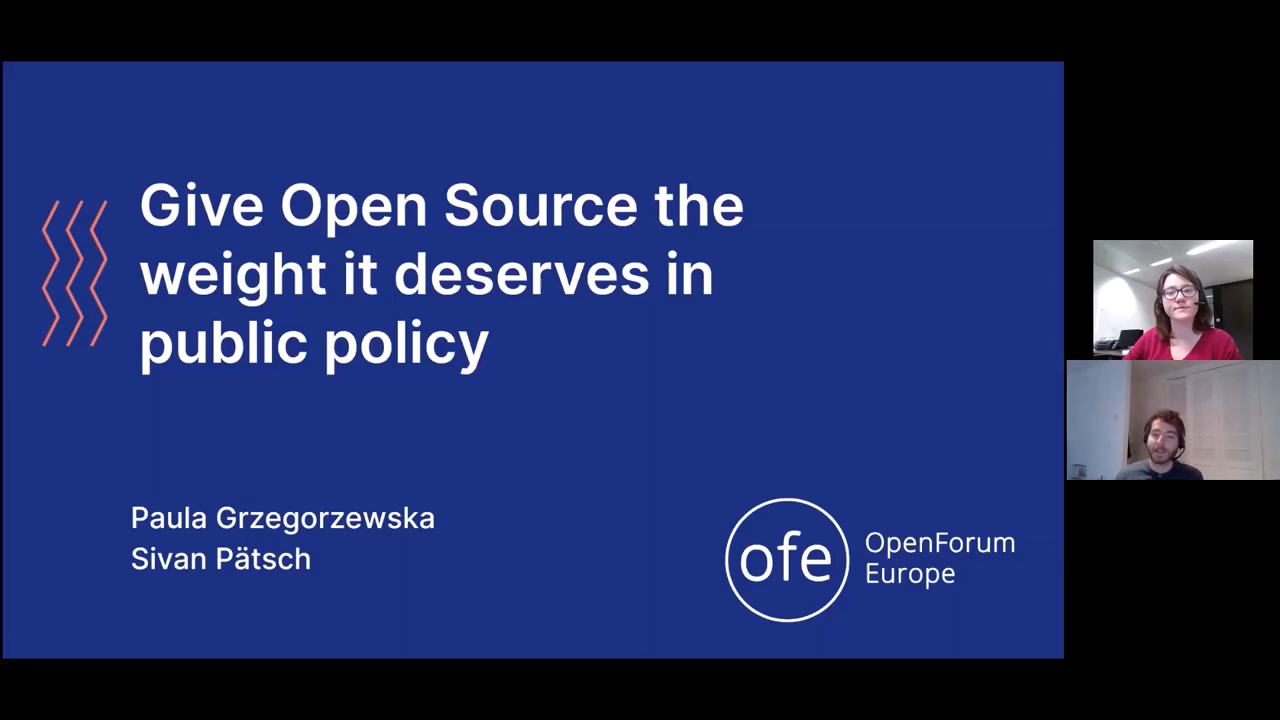 Give Open Source the
weight it deserves in
public policy
Paula Grzegorzewska
Sivan Pätsch
ofe
OpenForum
Europe